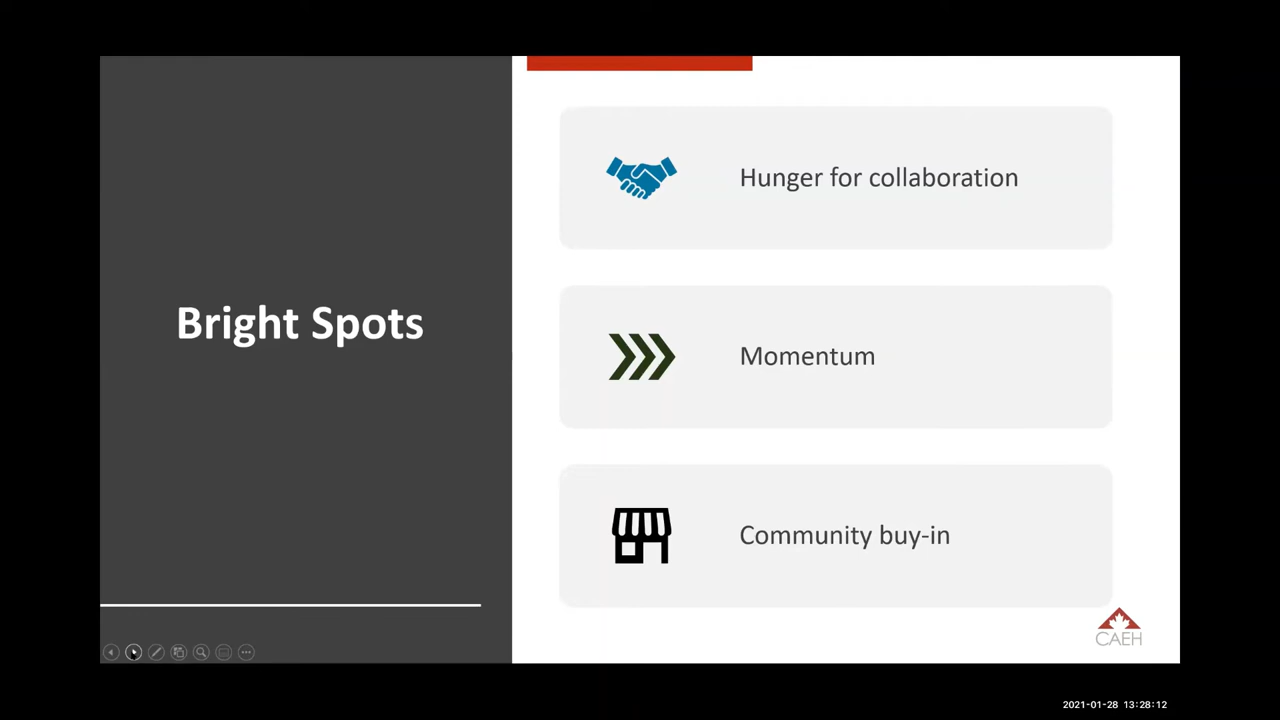 Bright Spots
Hunger for collaboration
Momentum
Community buy-in
CAEH
2021-01-28 13:28:12